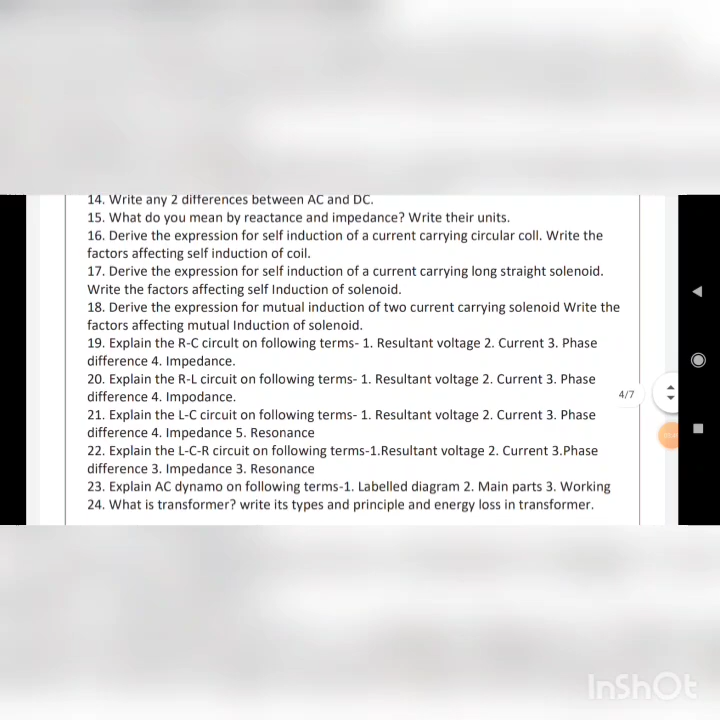 14. Write any 2 differences between AC and DC.
15. What do you mean by reactance and impedance? Write their units.
16. Derive the expression for self induction of a current carrying circular coll. Write the
factors affecting self induction of coil.
17. Derive the expression for self induction of a current carrying long straight solenoid.
Write the factors affecting self Induction of solenoid.
18. Derive the expression for mutual induction of two current carrying solenoid Write the
factors affecting mutual Induction of solenoid.
19. Explain the R-C circult on following terms- 1. Resultant voltage 2. Current 3. Phase
difference 4. Impedance.
20. Explain the R-L circuit on following terms- 1. Resultant voltage 2. Current 3. Phase
difference 4. Impodance.
4/7
21. Explain the L-C circuit on following terms- 1. Resultant voltage 2. Current 3. Phase
difference 4. Impedance 5. Resonance
22. Explain the L-C-R circuit on following terms-1.Resultant voltage 2. Current 3.Phase
difference 3. Impedance 3. Resonance
23. Explain AC dynamo on following terms-1. Labelled diagram 2. Main parts 3. Working
24. What is transformer? write its types and principle and energy loss in transformer.
InShOt